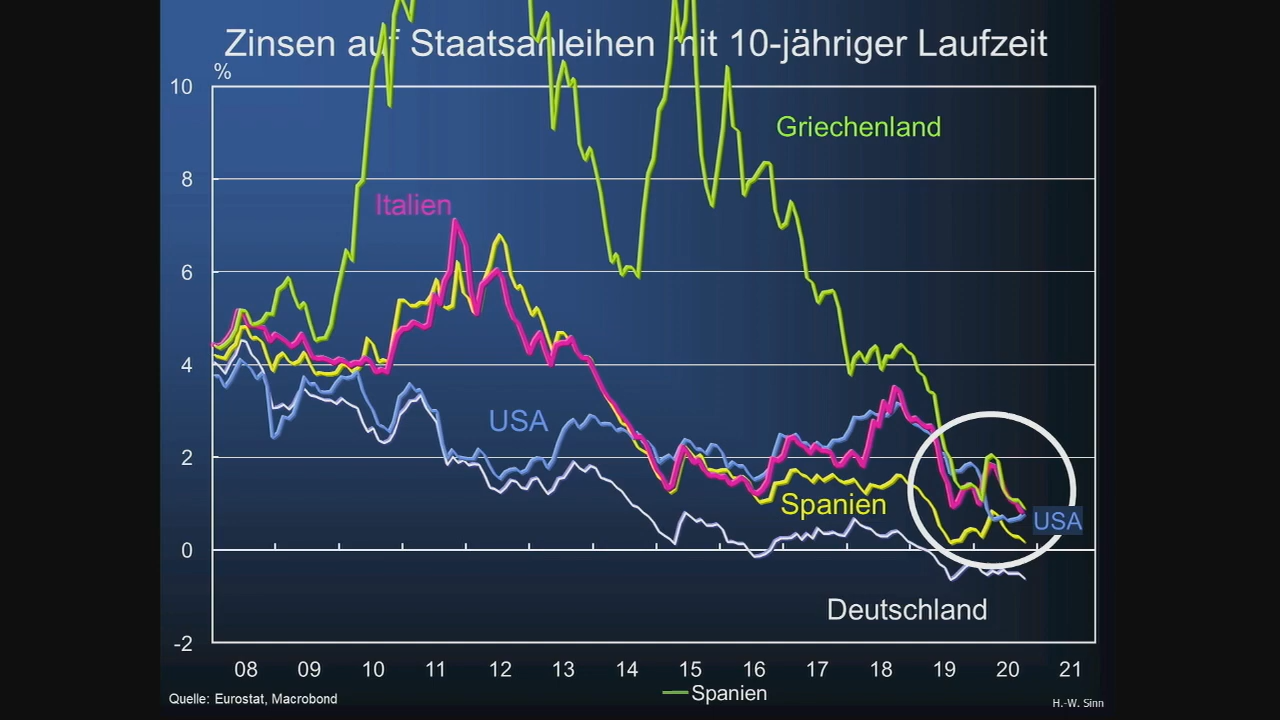 Zinsen auf Staatsanleihen mit 10-jähriger Laufzeit
%
10
Griechenland
8
Italien
6
4
USA
2
Spanien
USA
0
Deutschland
-2
08 09 10 11 12 13 14 15 16 17 18 19 20 21
Spanien
Quelle: Eurostat, Macrobond
H.-W. Sinn